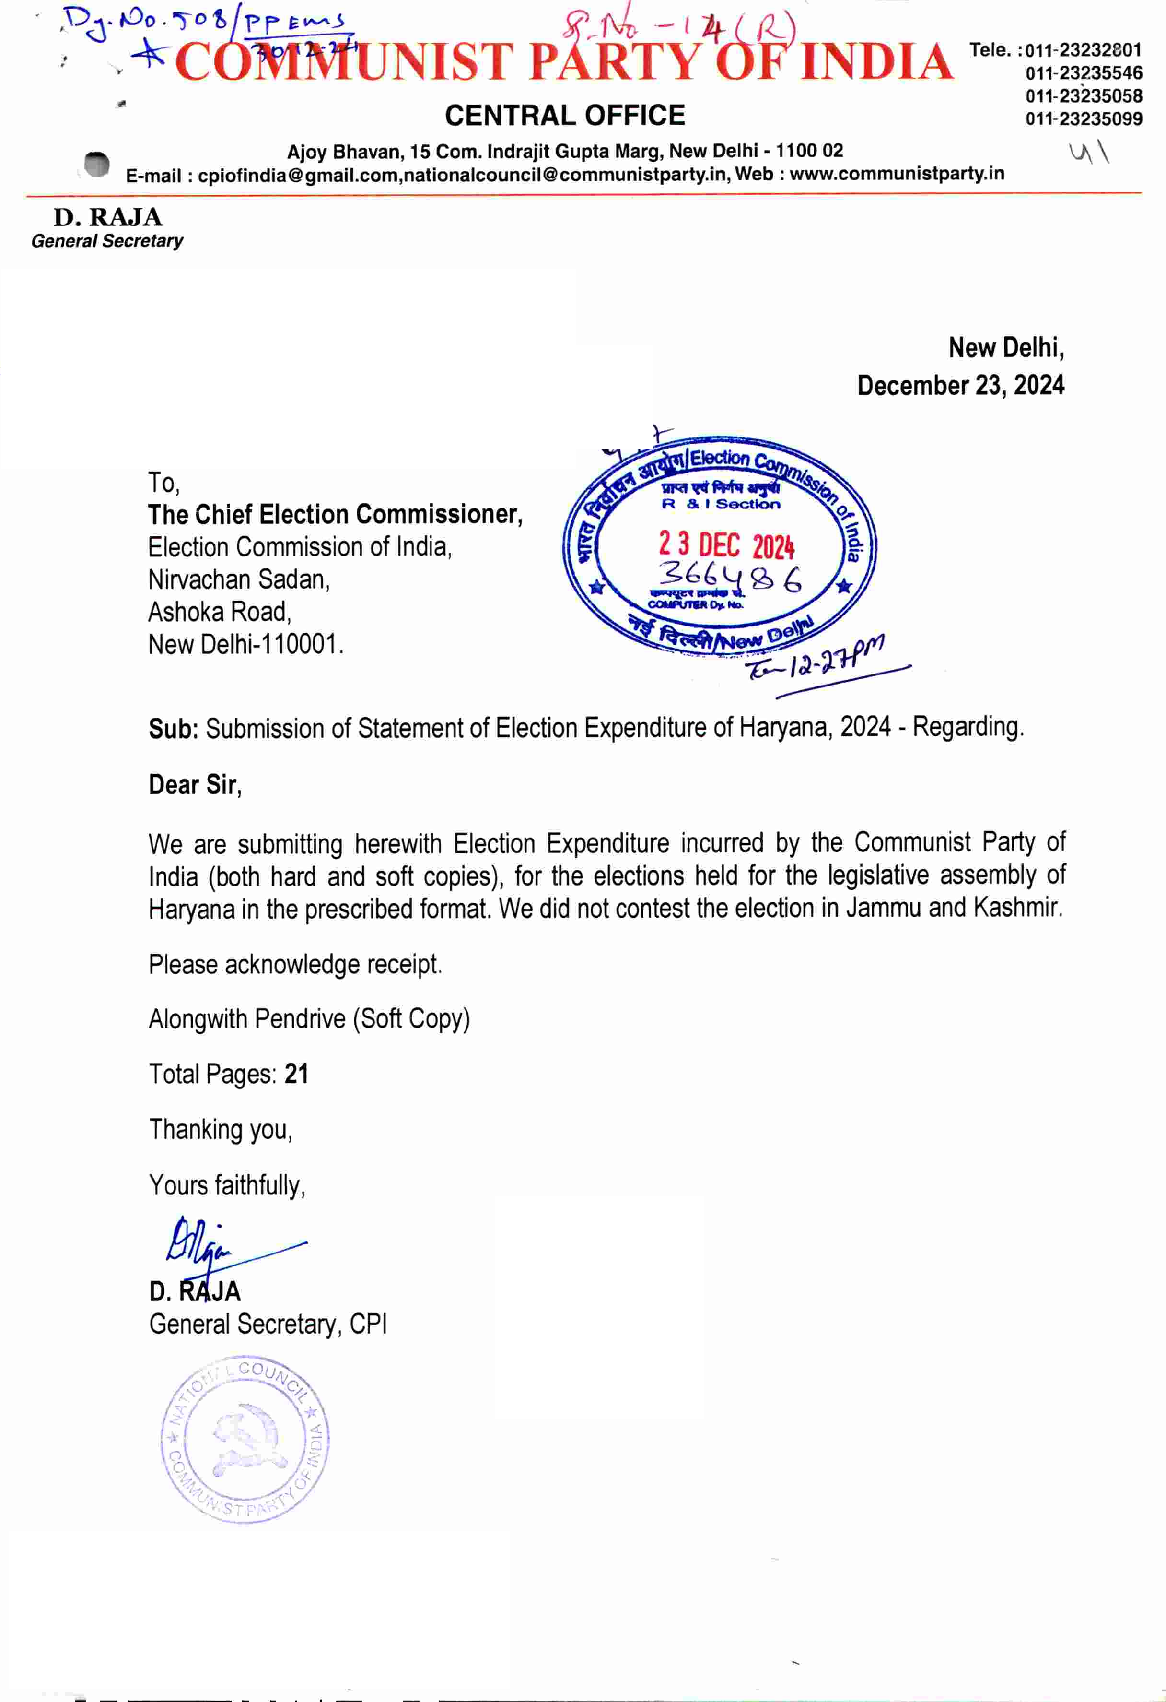 Dy.No.508/PPEMS
30-12-24
S.No-14(R)
COMMUNIST PARTY OF INDIA
Tele. :011-23232801
011-23235546
011-23235058
011-23235099
CENTRAL OFFICE
Ajoy Bhavan, 15 Com. Indrajit Gupta Marg, New Delhi - 1100 02
E-mail : cpiofindia@gmail.com,nationalcouncil@communistparty.in, Web : www.communistparty.in
D. RAJA
General Secretary
New Delhi,
December 23, 2024
To,
The Chief Election Commissioner,
Election Commission of India,
Nirvachan Sadan,
Ashoka Road,
New Delhi-110001.
भारत निर्वाचन आयोग/Election Commission of India
प्राप्त एवं निर्गम अनुभाग
R & I Section
23 DEC 2024
366486
COMPUTER Dy. No.
नई दिल्ली/New Delhi
12-27PM
Sub: Submission of Statement of Election Expenditure of Haryana, 2024 - Regarding.
Dear Sir,
We are submitting herewith Election Expenditure incurred by the Communist Party of
India (both hard and soft copies), for the elections held for the legislative assembly of
Haryana in the prescribed format. We did not contest the election in Jammu and Kashmir.
Please acknowledge receipt.
Alongwith Pendrive (Soft Copy)
Total Pages: 21
Thanking you,
Yours faithfully,
D. RAJA
General Secretary, CPI
NATIONAL COUNCIL
COMMUNIST PARTY OF INDIA